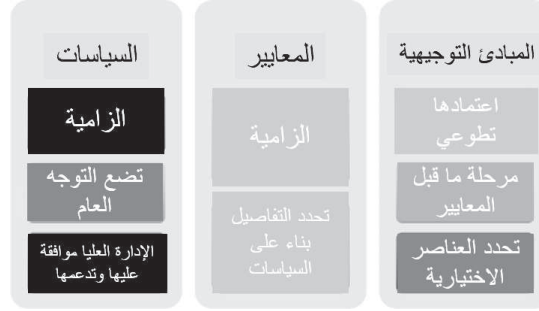 المبادئ التوجيهية
اعتمادها
تطوعي
مرحلة ما قبل
المعايير
تحدد العناصر
الاختيارية
المعايير
الزامية
تحدد التفاصيل
بناء على
السياسات
السياسات
الزامية
تضع التوجه
العام
الإدارة العليا موافقة
عليها وتدعمها